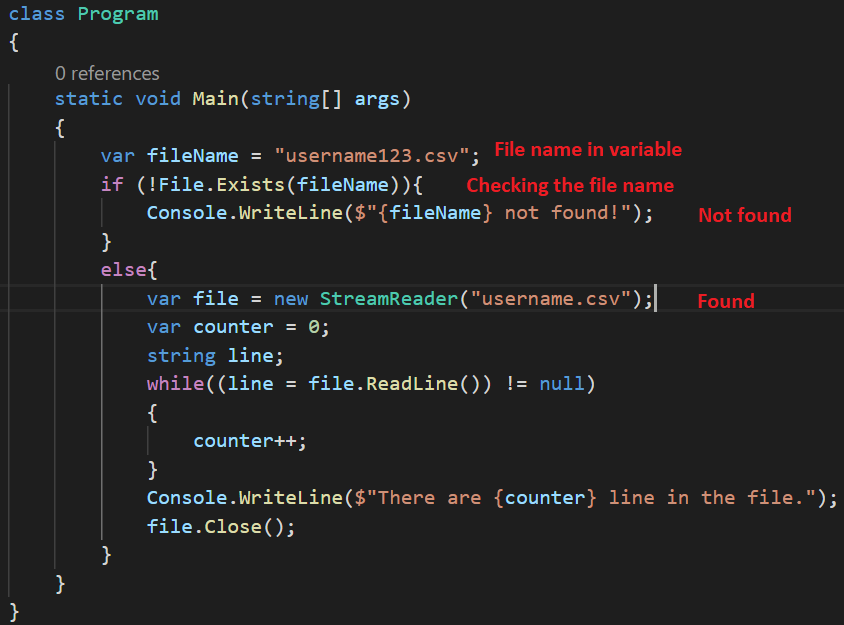 class Program
{
0 references
static void Main(string[] args)
{
var fileName = "username123.csv"; File name in variable
if (!File.Exists(fileName)){ Checking the file name
Console.WriteLine($"{fileName} not found!"); Not found
}
else{
var file = new StreamReader("username.csv"); Found
var counter = 0;
string line;
while((line = file.ReadLine()) != null)
{
counter++;
}
Console.WriteLine($"There are {counter} line in the file.");
file.Close();
}
}
}